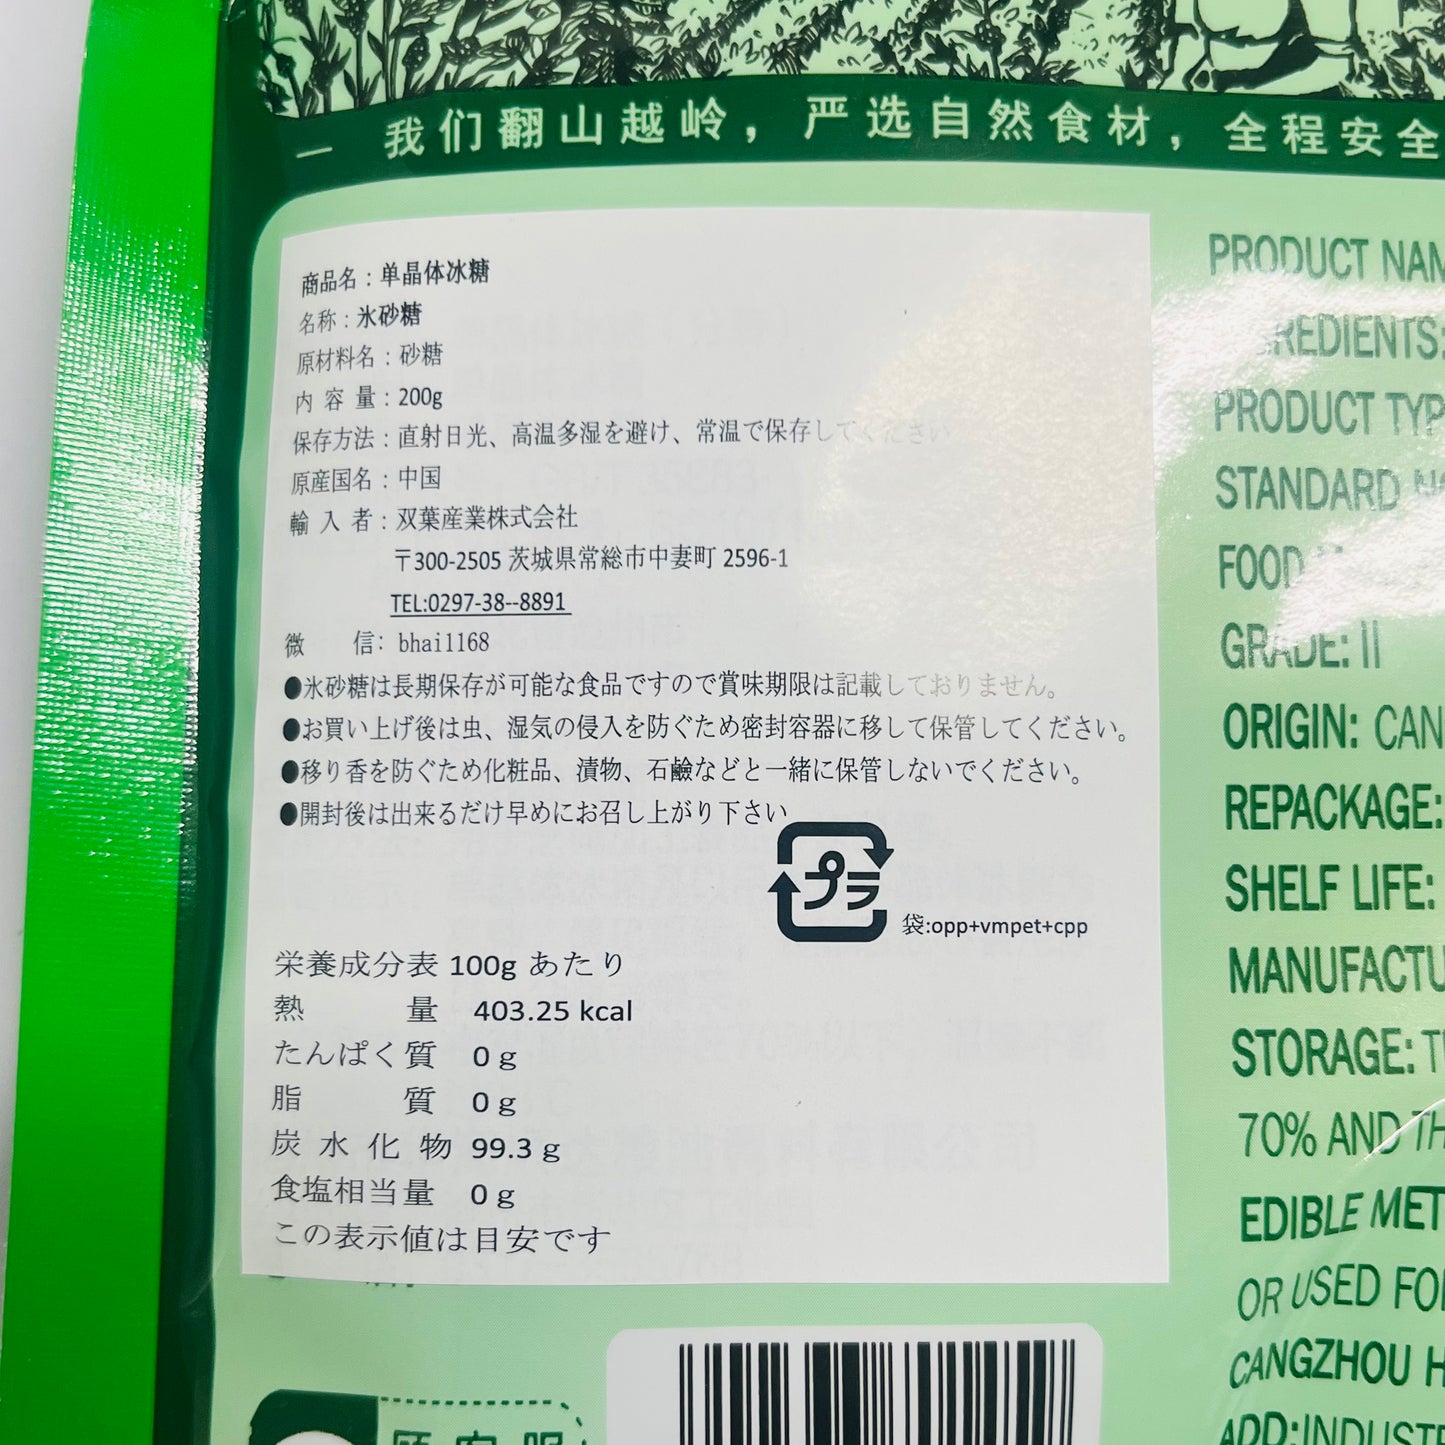 — 我们翻山越岭，严选自然食材，全程安全
商品名：单晶体冰糖
名称：氷砂糖
原材料名：砂糖
内容量：200g
保存方法：直射日光、高温多湿を避け、常温で保存してください
原産国名：中国
輸入者：双葉産業株式会社
〒300-2505 茨城県常総市中妻町 2596-1
TEL:0297-38--8891
微 信: bhai1168
●氷砂糖は長期保存が可能な食品ですので賞味期限は記載しておりません。
●お買い上げ後は虫、湿気の侵入を防ぐため密封容器に移して保管してください。
●移り香を防ぐため化粧品、漬物、石鹸などと一緒に保管しないでください。
●開封後は出来るだけ早めにお召し上がり下さい
プラ
袋:opp+vmpet+cpp
栄養成分表 100g あたり
熱 量 403.25 kcal
たんぱく質 0 g
脂 質 0 g
炭水化物 99.3 g
食塩相当量 0 g
この表示値は目安です
PRODUCT NAM
REDIENTS:
PRODUCT TYP
STANDARD
FOOD
GRADE: II
ORIGIN: CAN
REPACKAGE:
SHELF LIFE:
MANUFACTU
STORAGE: T
70% AND TH
EDIBLE MET
OR USED FO
CANGZHOU H
ADD:INDUST